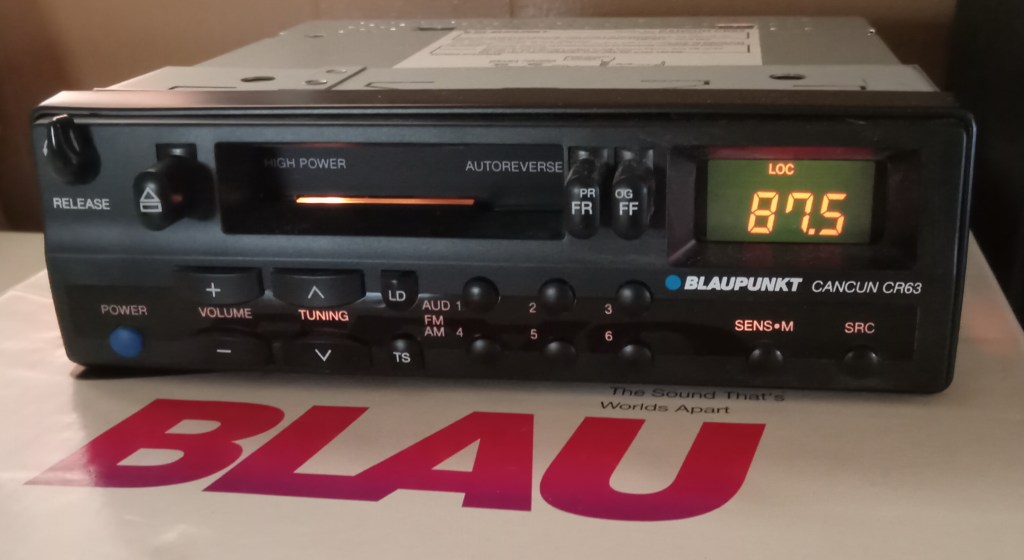 HIGH POWER
AUTOREVERSE
PR
FR
OG
FF
LOC
87.5
RELEASE
BLAUPUNKT CANCUN CR63
POWER
+
VOLUME
−
TUNING
LD
TS
AUD 1 2 3
FM
AM 4 5 6
SENS•M
SRC
The Sound That's
Worlds Apart
BLAU